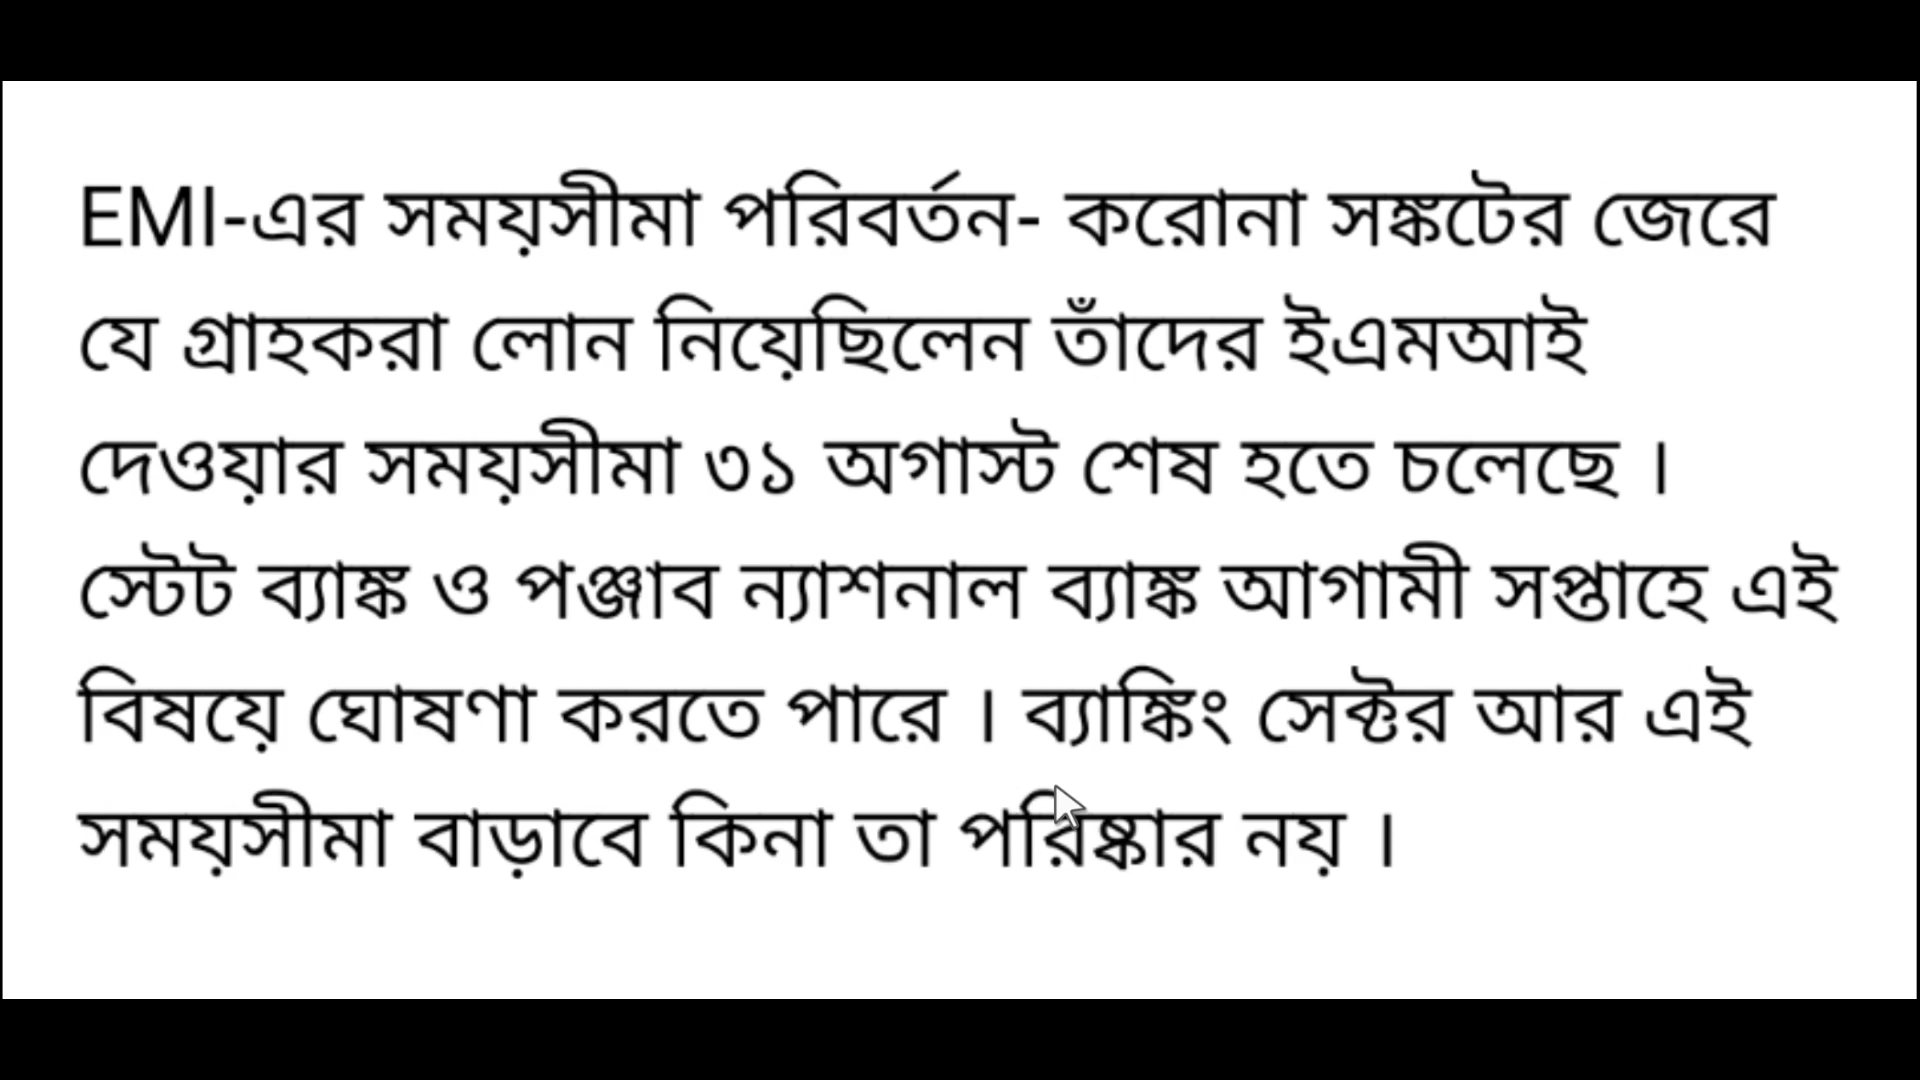 EMI-এর সময়সীমা পরিবর্তন- করোনা সঙ্কটের জেরে
যে গ্রাহকরা লোন নিয়েছিলেন তাঁদের ইএমআই
দেওয়ার সময়সীমা ৩১ অগাস্ট শেষ হতে চলেছে ।
স্টেট ব্যাঙ্ক ও পঞ্জাব ন্যাশনাল ব্যাঙ্ক আগামী সপ্তাহে এই
বিষয়ে ঘোষণা করতে পারে । ব্যাঙ্কিং সেক্টর আর এই
সময়সীমা বাড়াবে কিনা তা পরিষ্কার নয় ।